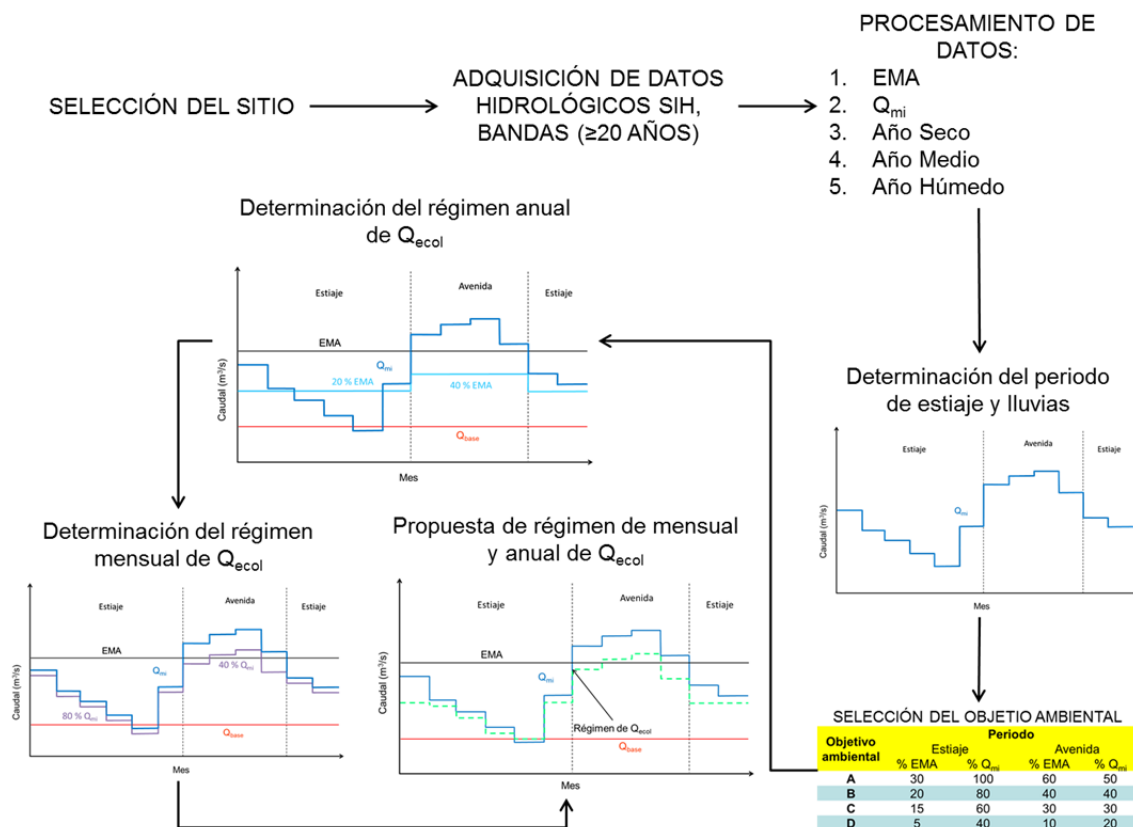 SELECCIÓN DEL SITIO
ADQUISICIÓN DE DATOS
HIDROLÓGICOS SIH,
BANDAS (≥20 AÑOS)
PROCESAMIENTO DE
DATOS:
1. EMA
2. Qmi
3. Año Seco
4. Año Medio
5. Año Húmedo
Determinación del periodo
de estiaje y lluvias
Estiaje
Avenida
Estiaje
Qmi
Caudal (m³/s)
Mes
SELECCIÓN DEL OBJETIO AMBIENTAL
Objetivo ambiental Periodo
Estiaje Avenida
% EMA % Qmi % EMA % Qmi
A 30 100 60 50
B 20 80 40 40
C 15 60 30 30
D 5 40 10 20
Determinación del régimen anual
de Qecol
Estiaje
Avenida
Estiaje
EMA
Qmi
20 % EMA
40 % EMA
Qbase
Caudal (m³/s)
Mes
Determinación del régimen
mensual de Qecol
Estiaje
Avenida
Estiaje
EMA
Qmi
40 % Qmi
80 % Qmi
Qbase
Caudal (m³/s)
Mes
Propuesta de régimen de mensual
y anual de Qecol
Estiaje
Avenida
Estiaje
EMA
Qmi
Régimen de Qecol
Qbase
Caudal (m³/s)
Mes